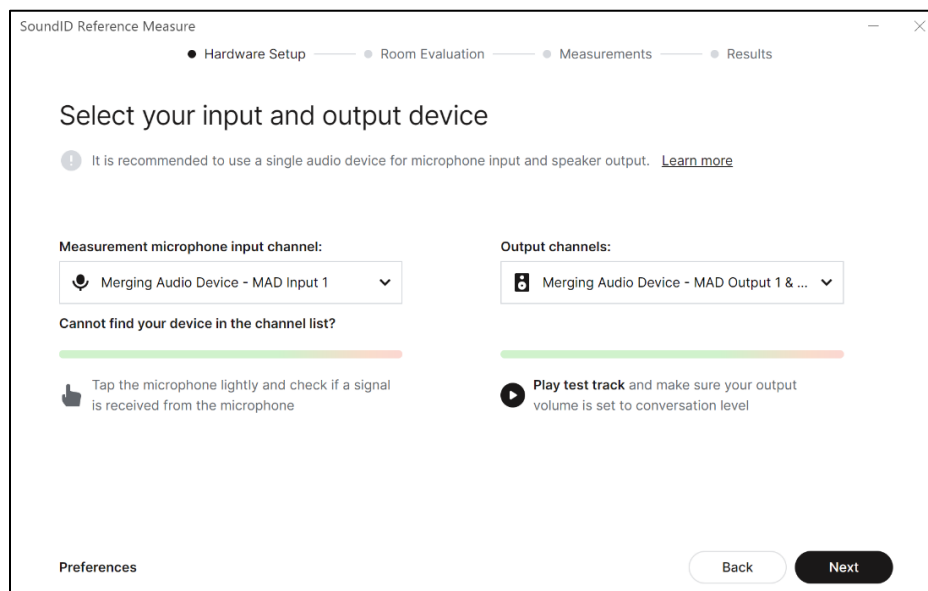 SoundID Reference Measure
Hardware Setup Room Evaluation Measurements Results
Select your input and output device
It is recommended to use a single audio device for microphone input and speaker output. Learn more
Measurement microphone input channel:
Merging Audio Device - MAD Input 1
Cannot find your device in the channel list?
Tap the microphone lightly and check if a signal
is received from the microphone
Output channels:
Merging Audio Device - MAD Output 1 & ...
Play test track and make sure your output
volume is set to conversation level
Preferences
Back
Next